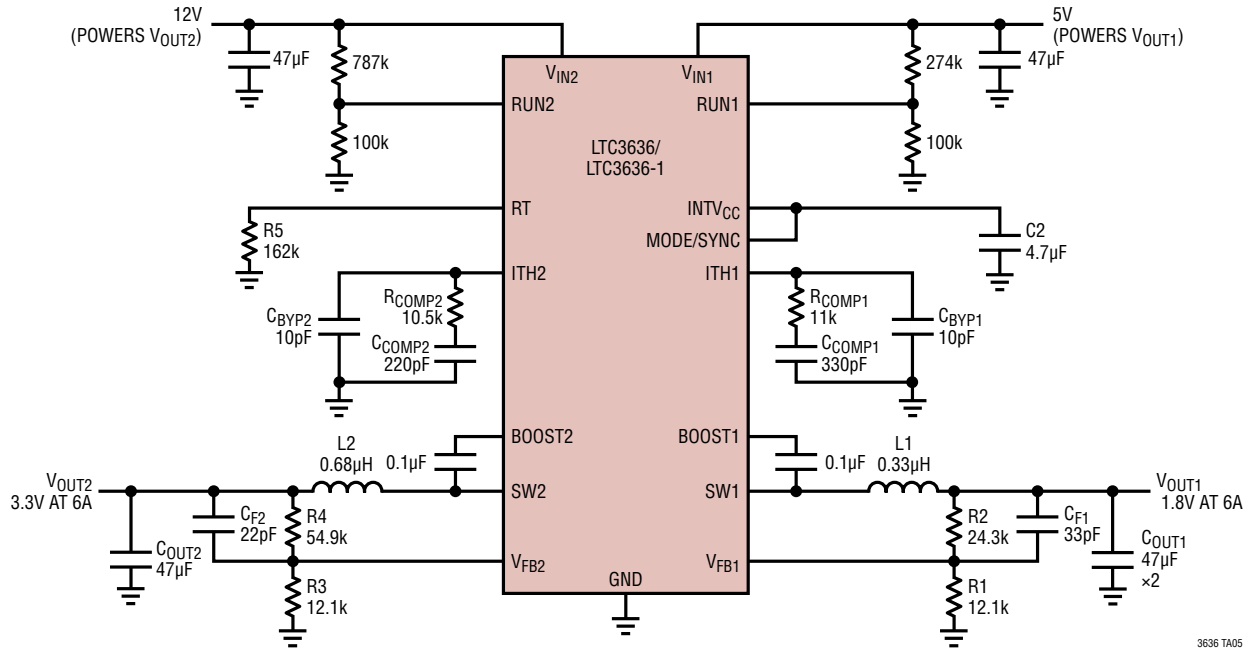 12V
(POWERS VOUT2)
47µF
787k
100k
5V
(POWERS VOUT1)
274k
47µF
100k
VIN2
VIN1
RUN2
RUN1
LTC3636/
LTC3636-1
RT
INTVCC
MODE/SYNC
R5
162k
C2
4.7µF
ITH2
ITH1
RCOMP2
10.5k
CBYP2
10pF
CCOMP2
220pF
RCOMP1
11k
CCOMP1
330pF
CBYP1
10pF
BOOST2
BOOST1
L2
0.68µH
0.1µF
0.1µF
L1
0.33µH
SW2
SW1
VOUT2
3.3V AT 6A
VOUT1
1.8V AT 6A
CF2
22pF
R4
54.9k
COUT2
47µF
R3
12.1k
VFB2
VFB1
GND
R2
24.3k
CF1
33pF
COUT1
47µF
×2
R1
12.1k
3636 TA05